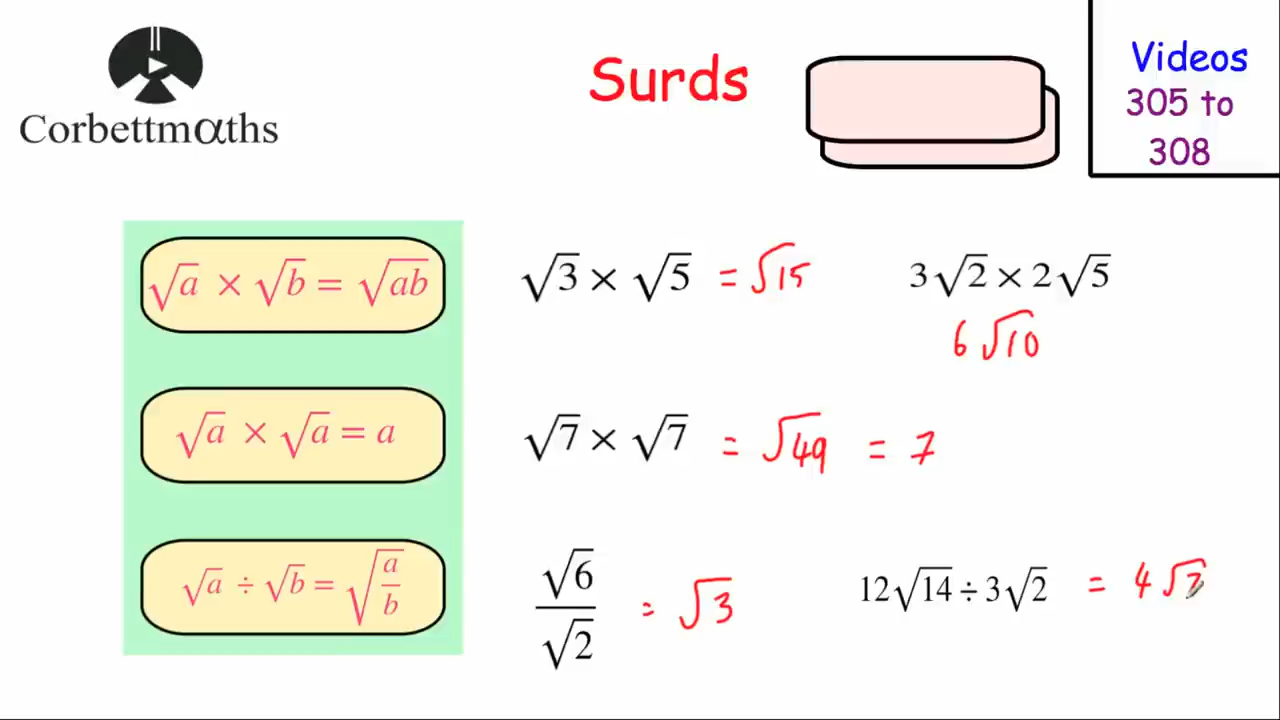 Corbettmαths
Surds
Videos
305 to
308
√a × √b = √ab
√3 × √5 = √15
3√2 × 2√5
6√10
√a × √a = a
√7 × √7 = √49 = 7
√a ÷ √b = √a/b
√6/√2 = √3
12√14 ÷ 3√2 = 4√7